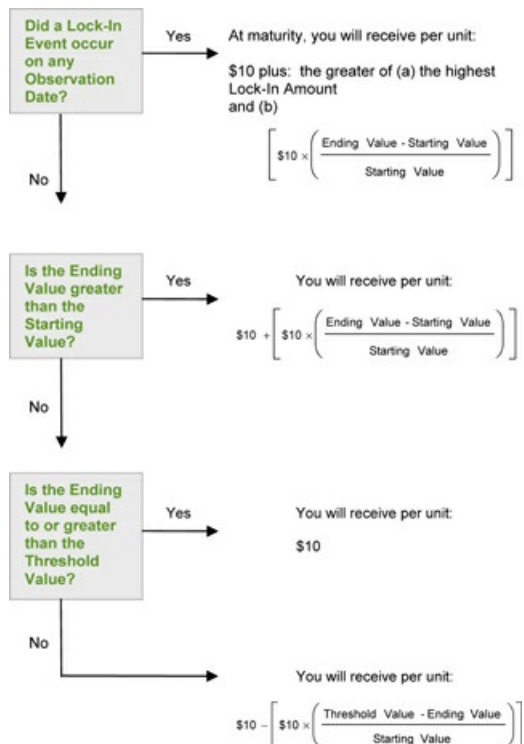 Did a Lock-In
Event occur
on any
Observation
Date?
Yes
At maturity, you will receive per unit:
$10 plus: the greater of (a) the highest
Lock-In Amount
and (b)
[$10 × (Ending Value - Starting Value
Starting Value)]
No
Is the Ending
Value greater
than the
Starting
Value?
Yes
You will receive per unit:
$10 + [$10 × (Ending Value - Starting Value
Starting Value)]
No
Is the Ending
Value equal
to or greater
than the
Threshold
Value?
Yes
You will receive per unit:
$10
No
You will receive per unit:
$10 – [$10 × (Threshold Value - Ending Value
Starting Value)]